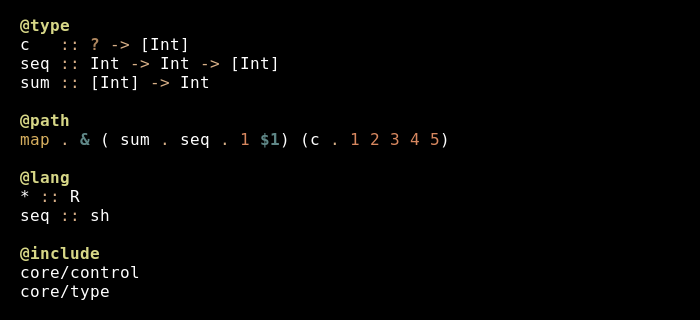 @type
c   :: ? -> [Int]
seq :: Int -> Int -> [Int]
sum :: [Int] -> Int

@path
map . & ( sum . seq . 1 $1) (c . 1 2 3 4 5)

@lang
* :: R
seq :: sh

@include
core/control
core/type